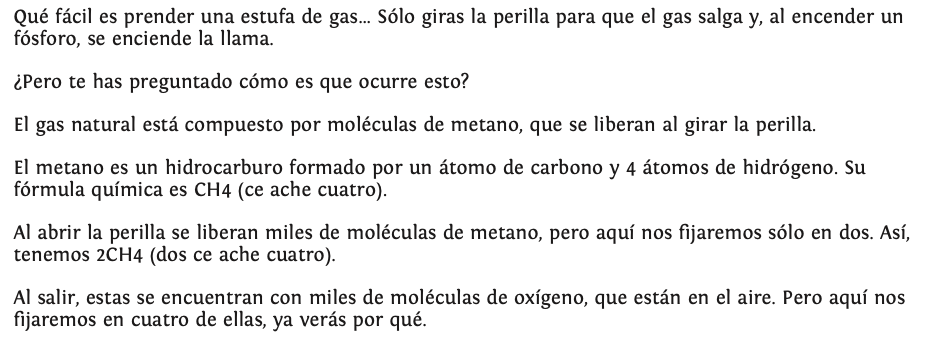 Qué fácil es prender una estufa de gas... Sólo giras la perilla para que el gas salga y, al encender un
fósforo, se enciende la llama.
¿Pero te has preguntado cómo es que ocurre esto?
El gas natural está compuesto por moléculas de metano, que se liberan al girar la perilla.
El metano es un hidrocarburo formado por un átomo de carbono y 4 átomos de hidrógeno. Su
fórmula química es CH4 (ce ache cuatro).
Al abrir la perilla se liberan miles de moléculas de metano, pero aquí nos fijaremos sólo en dos. Así,
tenemos 2CH4 (dos ce ache cuatro).
Al salir, estas se encuentran con miles de moléculas de oxígeno, que están en el aire. Pero aquí nos
fijaremos en cuatro de ellas, ya verás por qué.